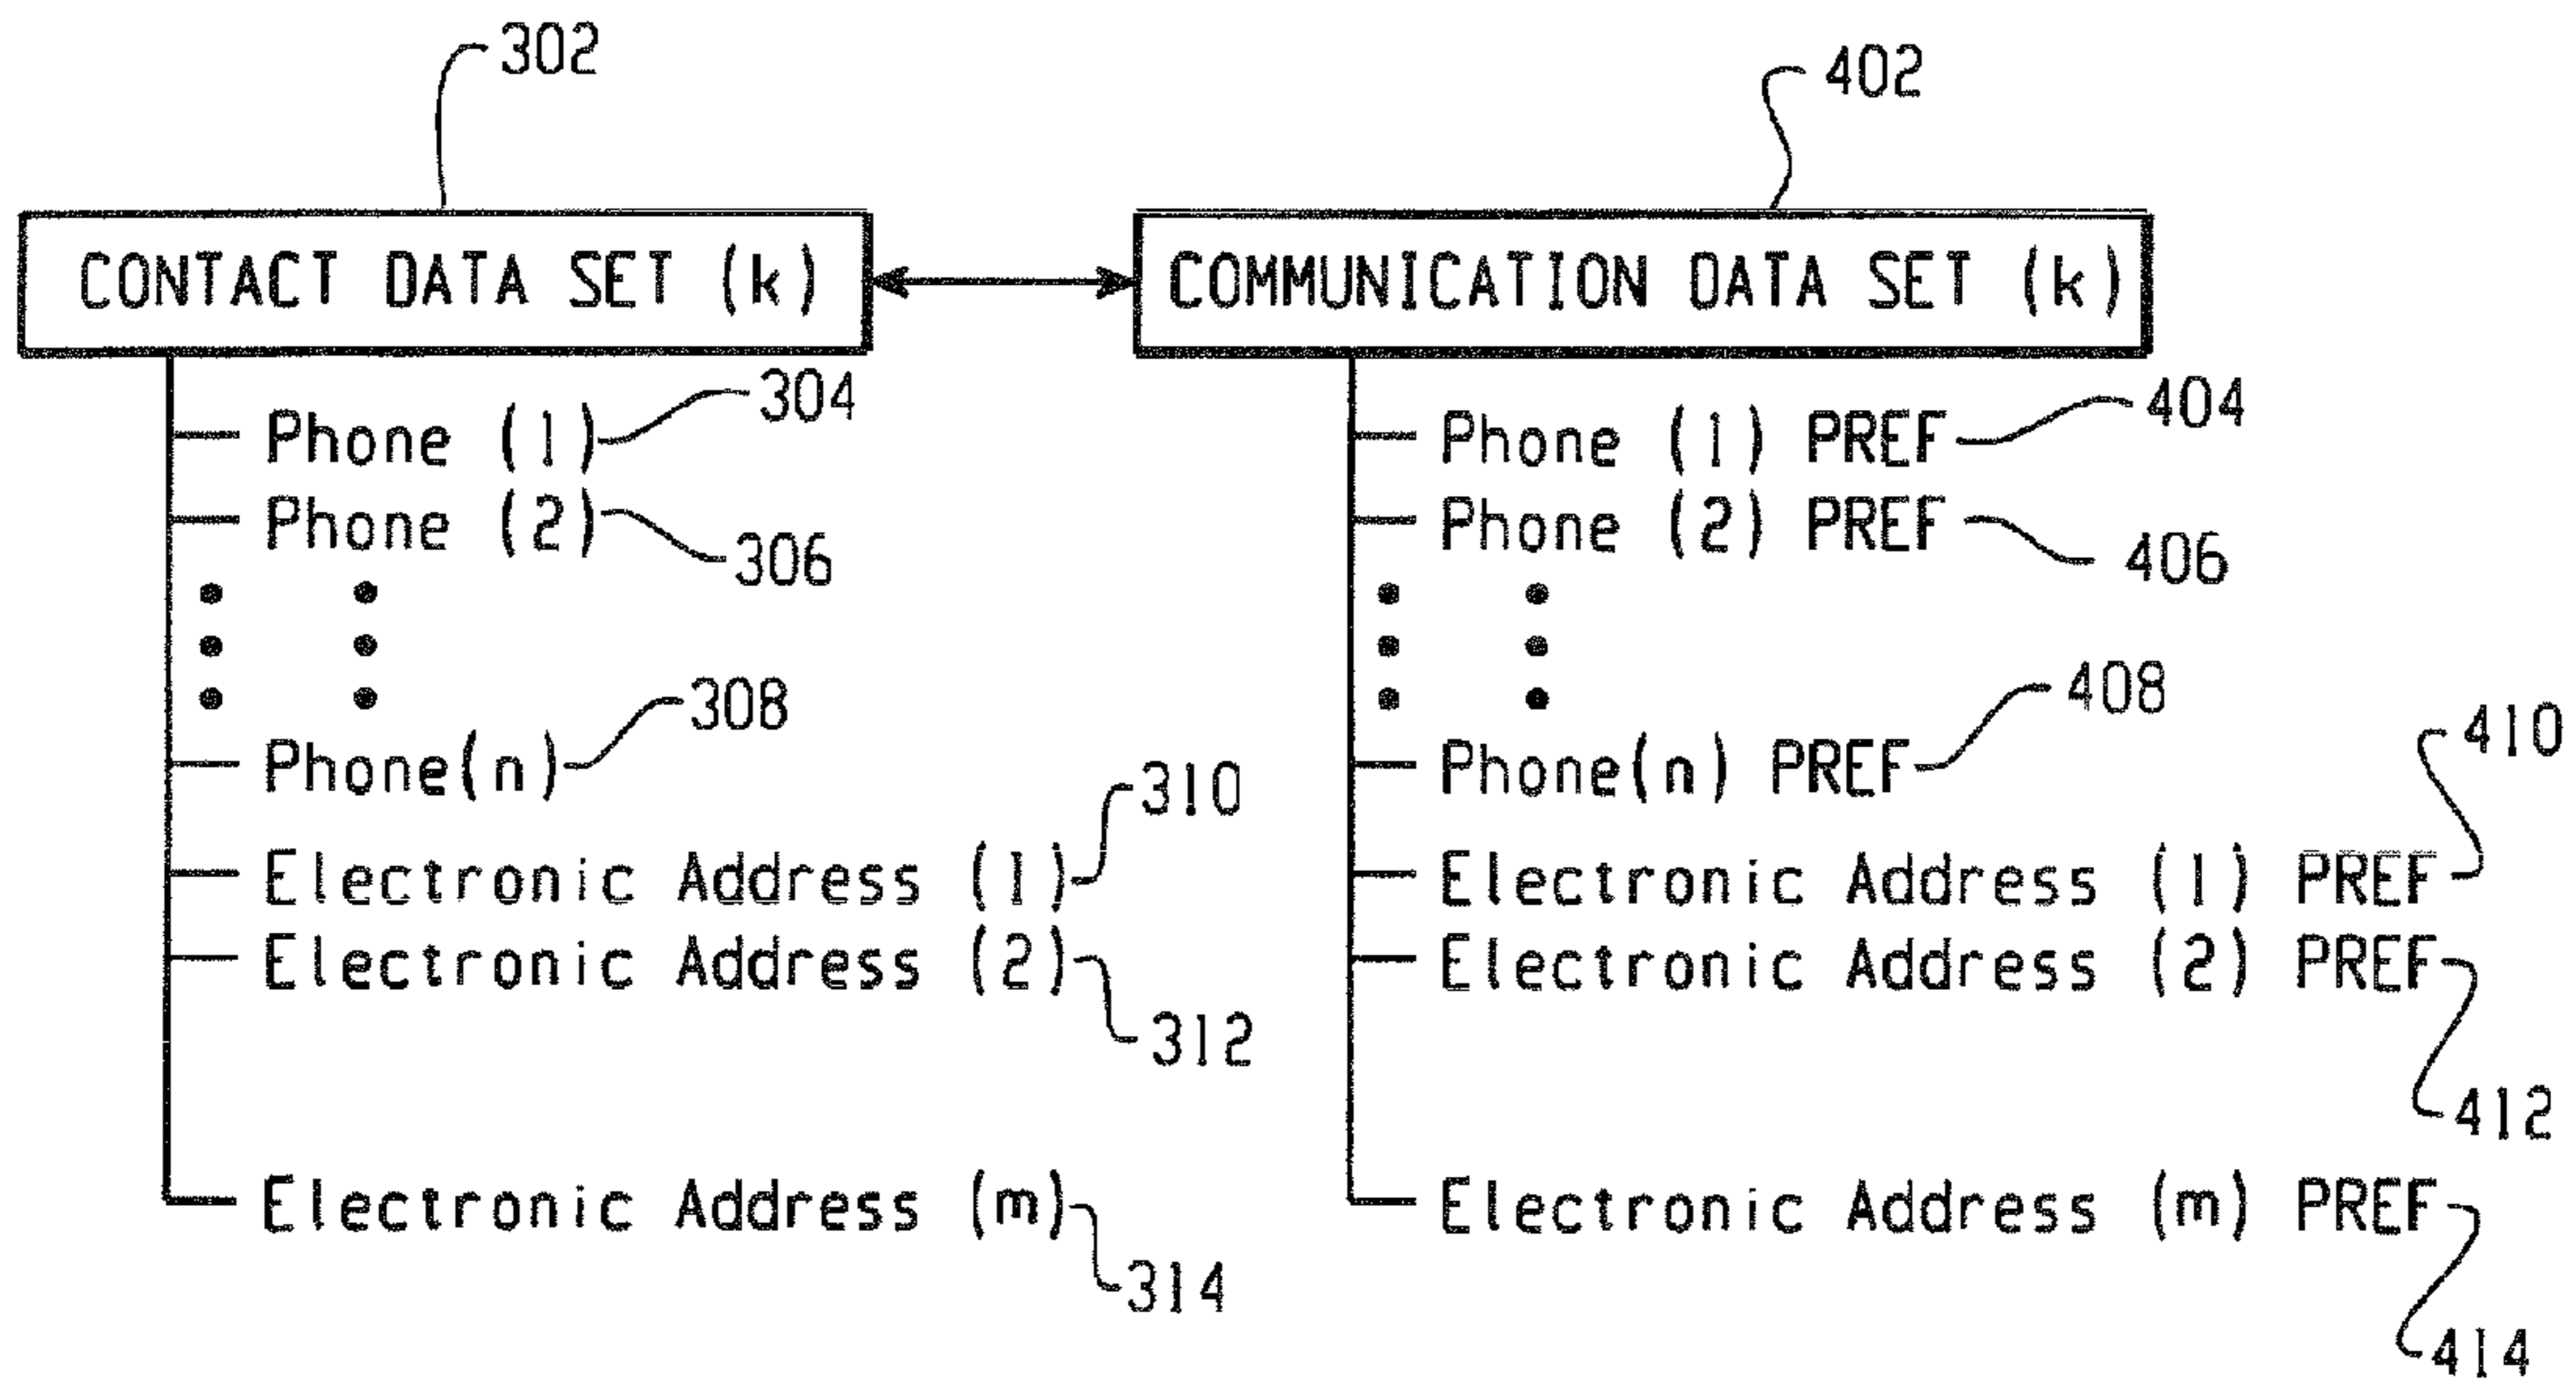 302
402
CONTACT DATA SET (k)
COMMUNICATION DATA SET (k)
Phone (1)
304
Phone (2)
306
Phone(n)
308
Electronic Address (1)
310
Electronic Address (2)
312
Electronic Address (m)
314
Phone (1) PREF
404
Phone (2) PREF
406
Phone(n) PREF
408
Electronic Address (1) PREF
410
Electronic Address (2) PREF
412
Electronic Address (m) PREF
414